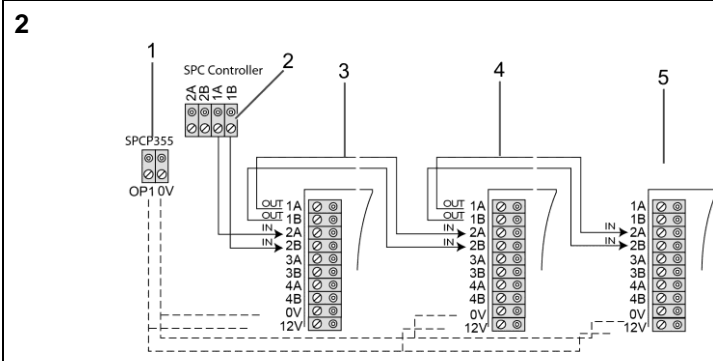 2
1
SPC Controller
2
3
4
5
2A
2B
1A
1B
SPCP355
OP1 0V
OUT 1A
OUT 1B
IN 2A
IN 2B
3A
3B
4A
4B
0V
12V
OUT 1A
OUT 1B
IN 2A
IN 2B
3A
3B
4A
4B
0V
12V
1A
1B
IN 2A
IN 2B
3A
3B
4A
4B
0V
12V